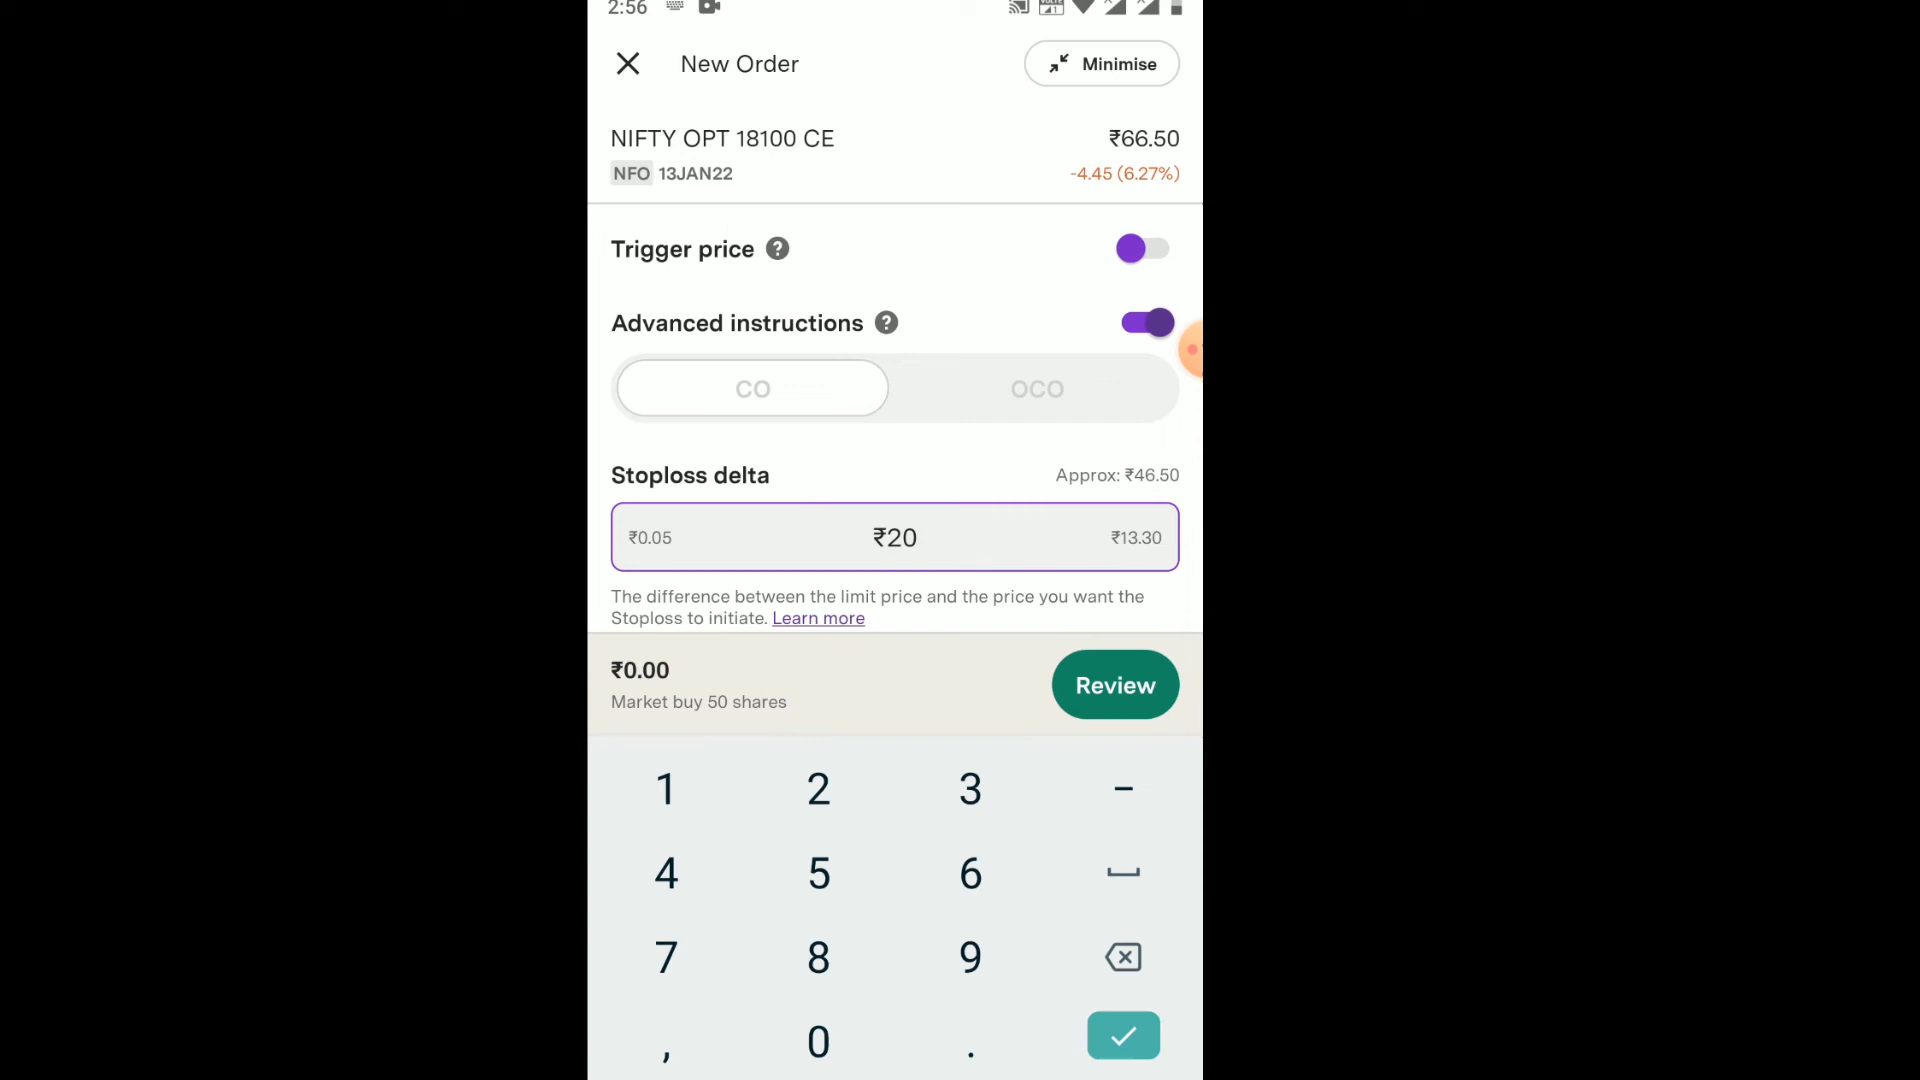 2:56
New Order
Minimise
NIFTY OPT 18100 CE
₹66.50
NFO 13JAN22
-4.45 (6.27%)
Trigger price ?
Advanced instructions ?
CO
OCO
Stoploss delta
Approx: ₹46.50
₹0.05
₹20
₹13.30
The difference between the limit price and the price you want the
Stoploss to initiate. Learn more
₹0.00
Market buy 50 shares
Review
1 2 3 -
4 5 6
7 8 9
, 0 .